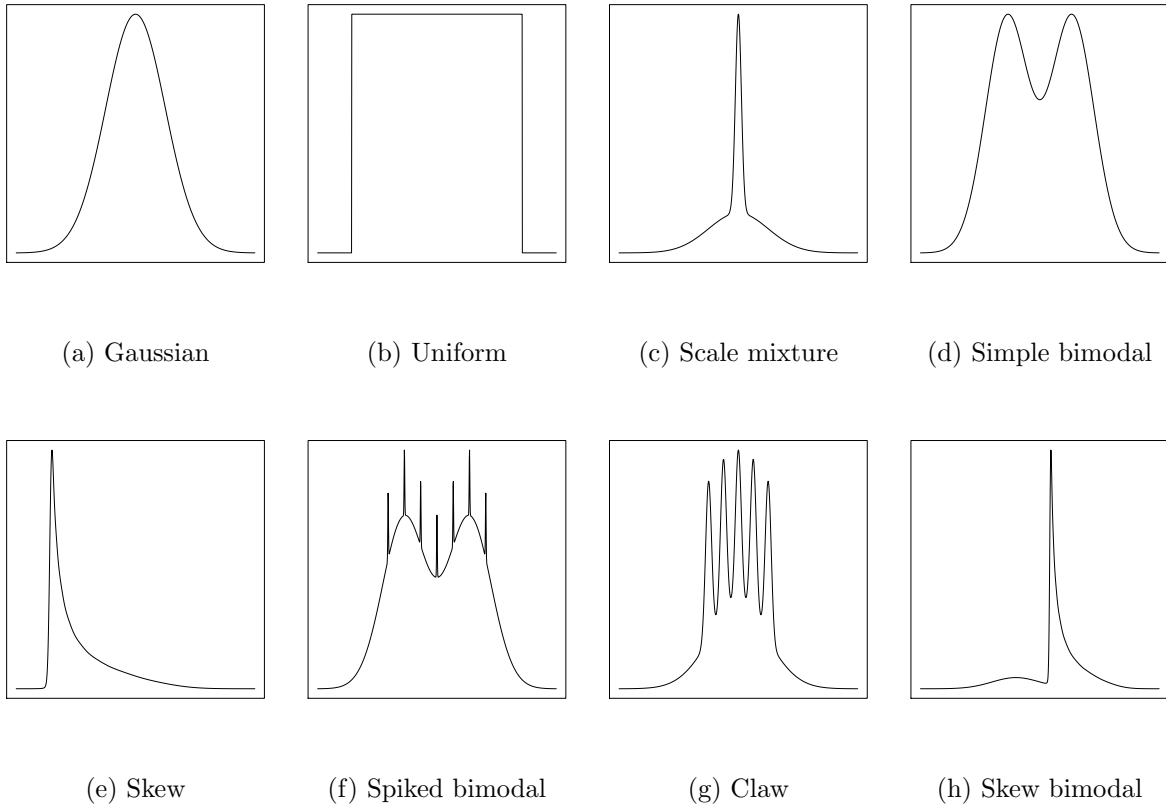 (a) Gaussian
(b) Uniform
(c) Scale mixture
(d) Simple bimodal
(e) Skew
(f) Spiked bimodal
(g) Claw
(h) Skew bimodal